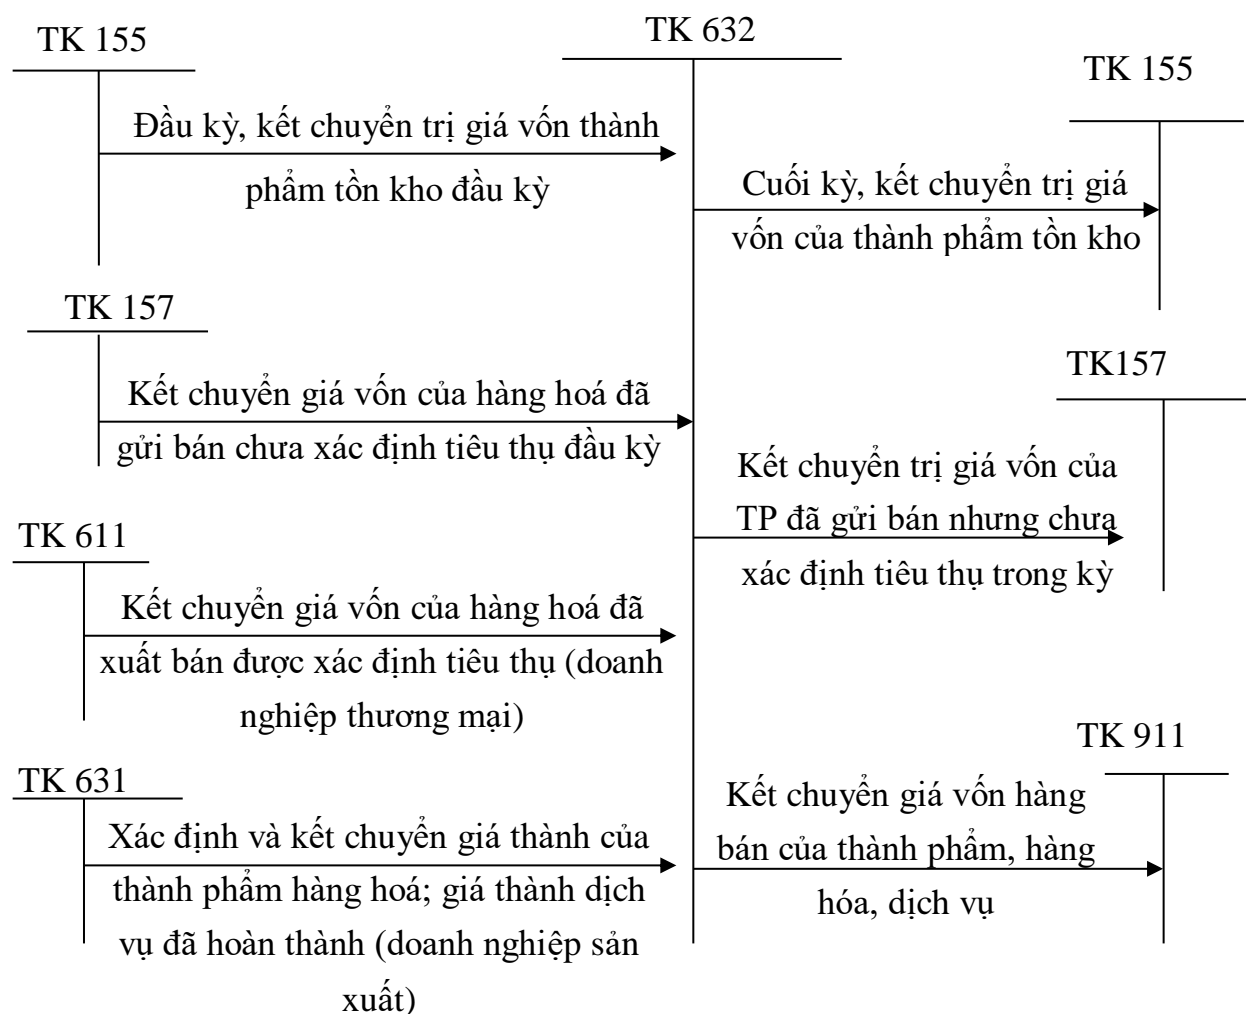 TK 155
Đầu kỳ, kết chuyển trị giá vốn thành
phẩm tồn kho đầu kỳ
TK 157
Kết chuyển giá vốn của hàng hoá đã
gửi bán chưa xác định tiêu thụ đầu kỳ
TK 611
Kết chuyển giá vốn của hàng hoá đã
xuất bán được xác định tiêu thụ (doanh
nghiệp thương mại)
TK 631
Xác định và kết chuyển giá thành của
thành phẩm hàng hoá; giá thành dịch
vụ đã hoàn thành (doanh nghiệp sản
xuất)
TK 632
TK 155
Cuối kỳ, kết chuyển trị giá
vốn của thành phẩm tồn kho
TK157
Kết chuyển trị giá vốn của
TP đã gửi bán nhưng chưa
xác định tiêu thụ trong kỳ
TK 911
Kết chuyển giá vốn hàng
bán của thành phẩm, hàng
hóa, dịch vụ